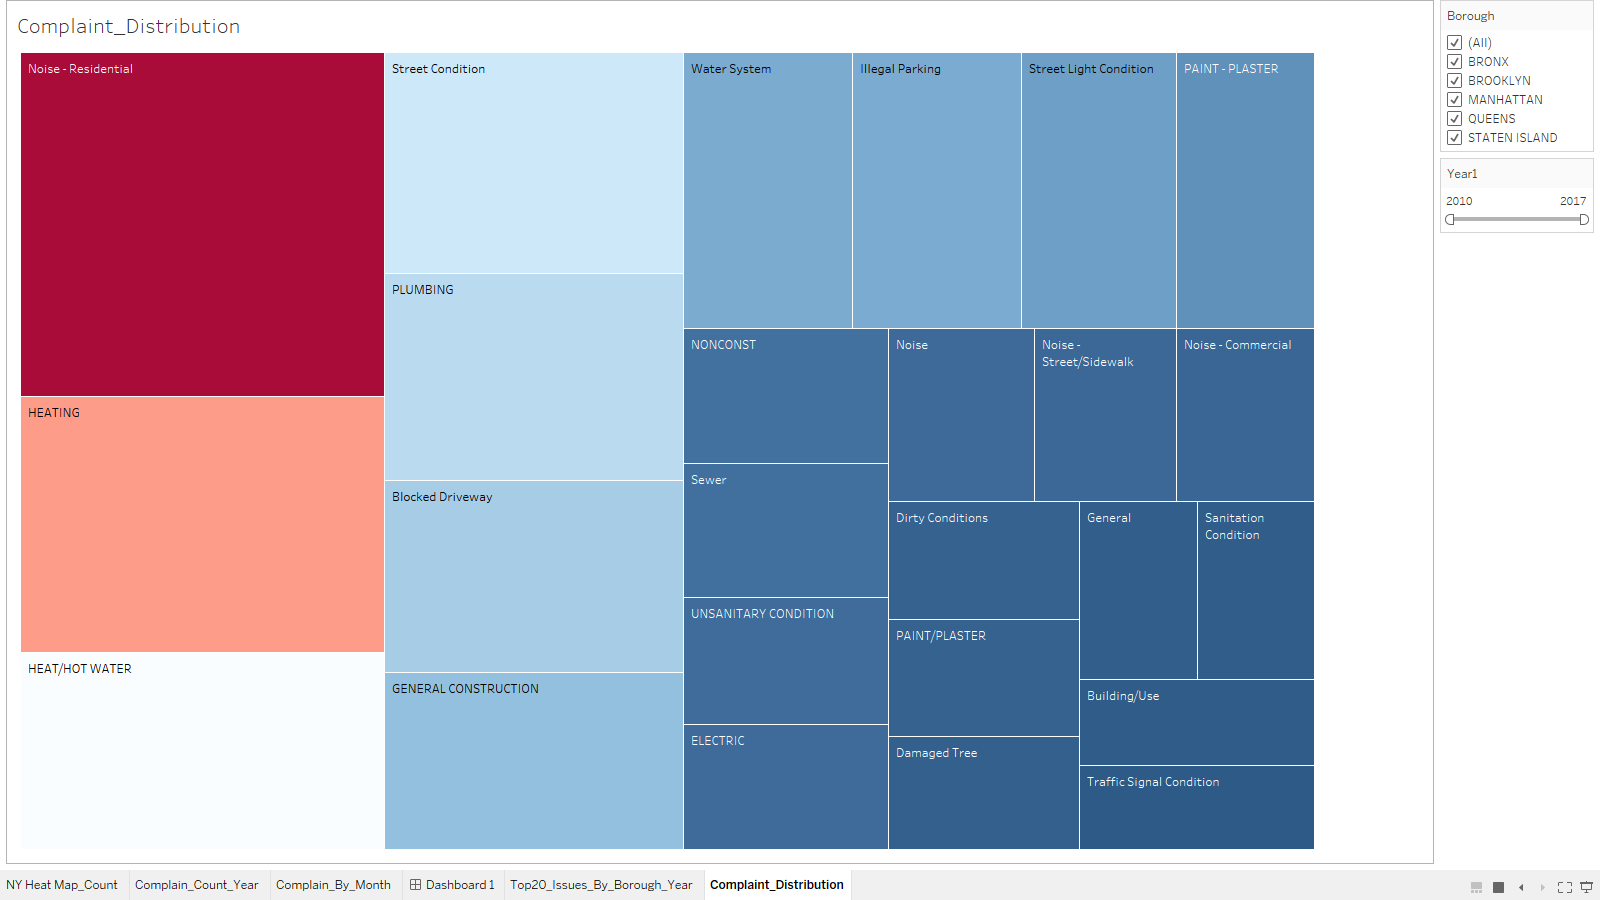 Complaint_Distribution
Noise - Residential
HEATING
HEAT/HOT WATER
Street Condition
PLUMBING
Blocked Driveway
GENERAL CONSTRUCTION
Water System
Illegal Parking
Street Light Condition
PAINT - PLASTER
NONCONST
Sewer
UNSANITARY CONDITION
ELECTRIC
Noise
Noise -
Street/Sidewalk
Noise - Commercial
Dirty Conditions
PAINT/PLASTER
Damaged Tree
General
Sanitation
Condition
Building/Use
Traffic Signal Condition
Borough
(All)
BRONX
BROOKLYN
MANHATTAN
QUEENS
STATEN ISLAND
Year1
2010 2017
NY Heat Map_Count Complain_Count_Year Complain_By_Month Dashboard 1 Top20_Issues_By_Borough_Year Complaint_Distribution